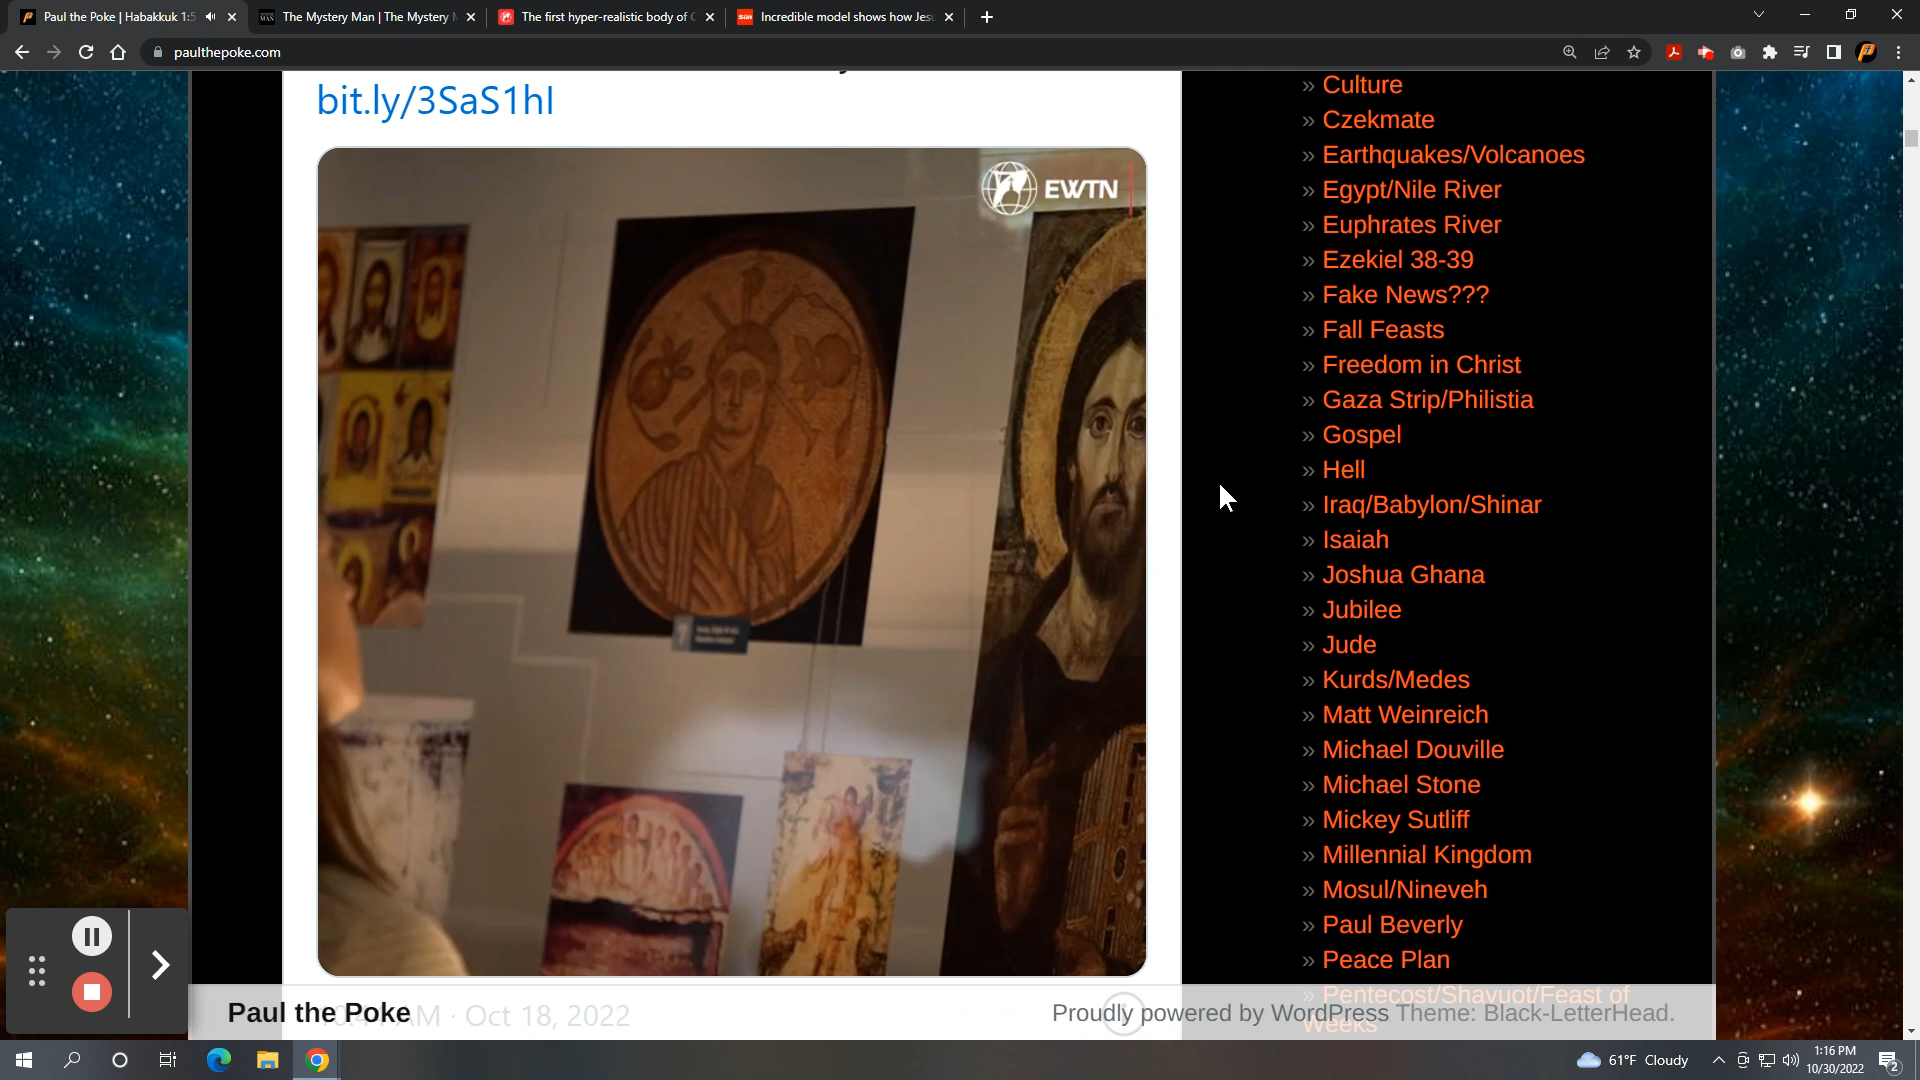 Paul the Poke | Habakkuk 1:5
The Mystery Man | The Mystery
The first hyper-realistic body of C
Sun
Incredible model shows how Jesu
paulthepoke.com
bit.ly/3SaS1hI
EWTN
» Culture
» Czekmate
» Earthquakes/Volcanoes
» Egypt/Nile River
» Euphrates River
» Ezekiel 38-39
» Fake News???
» Fall Feasts
» Freedom in Christ
» Gaza Strip/Philistia
» Gospel
» Hell
» Iraq/Babylon/Shinar
» Isaiah
» Joshua Ghana
» Jubilee
» Jude
» Kurds/Medes
» Matt Weinreich
» Michael Douville
» Michael Stone
» Mickey Sutliff
» Millennial Kingdom
» Mosul/Nineveh
» Paul Beverly
» Peace Plan
» Pentecost/Shavuot/Feast of
Weeks
Paul the Poke
AM · Oct 18, 2022
Proudly powered by WordPress Theme: Black-LetterHead.
61°F Cloudy
1:16 PM
10/30/2022
2